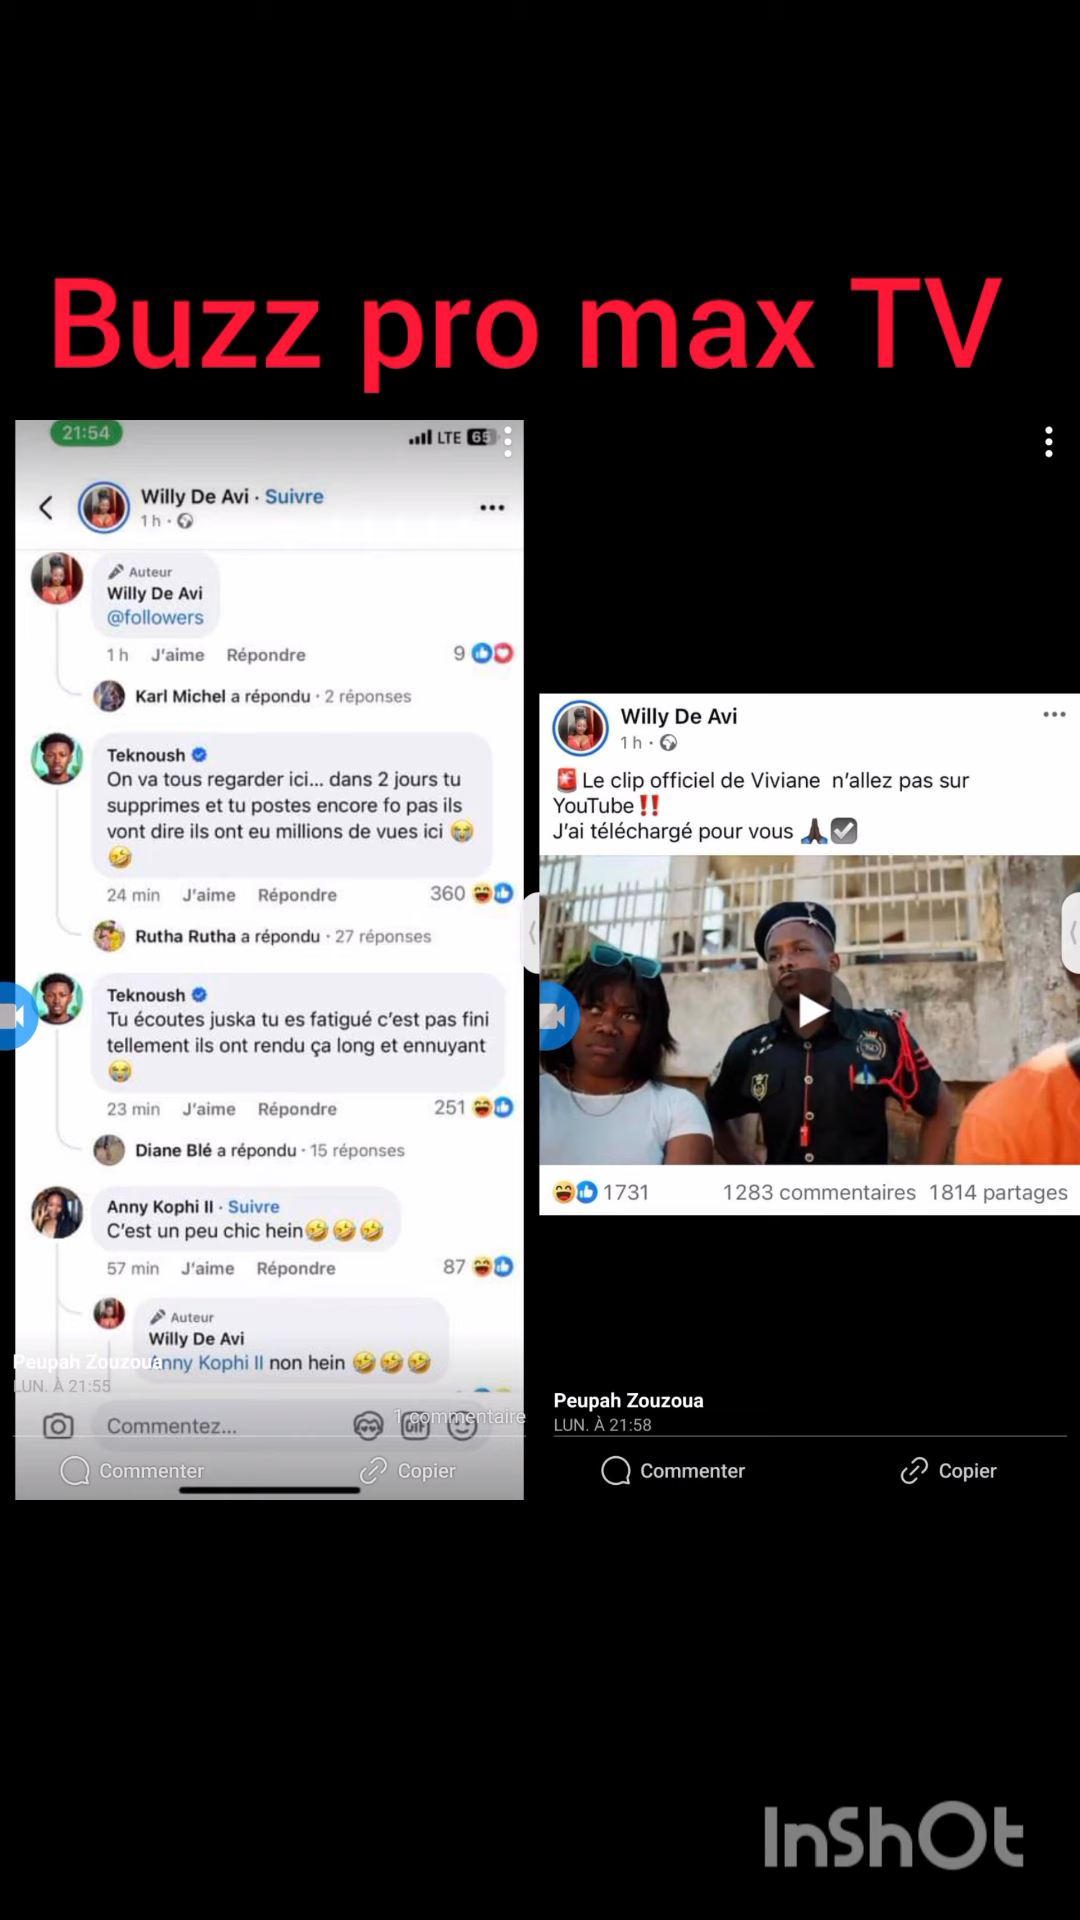 Buzz pro max TV
21:54
LTE 65
Willy De Avi · Suivre
1 h ·
Auteur
Willy De Avi
@followers
1 h J'aime Répondre 9
Karl Michel a répondu · 2 réponses
Teknoush
On va tous regarder ici... dans 2 jours tu
supprimes et tu postes encore fo pas ils
vont dire ils ont eu millions de vues ici 😭
🤣
24 min J'aime Répondre 360
Rutha Rutha a répondu · 27 réponses
Teknoush
Tu écoutes juska tu es fatigué c'est pas fini
tellement ils ont rendu ça long et ennuyant
😭
23 min J'aime Répondre 251
Diane Blé a répondu · 15 réponses
Anny Kophi II · Suivre
C'est un peu chic hein🤣🤣🤣
57 min J'aime Répondre 87
Auteur
Willy De Avi
Anny Kophi II non hein 🤣🤣🤣
Peupah Zouzoua
LUN. À 21:55
Commentez...
GIF
1 commentaire
Commenter Copier
Willy De Avi
1 h ·
🚨Le clip officiel de Viviane n'allez pas sur
YouTube‼️
J'ai téléchargé pour vous 🙏🏿☑️
1731 1283 commentaires 1814 partages
Peupah Zouzoua
LUN. À 21:58
Commenter Copier
InShOt